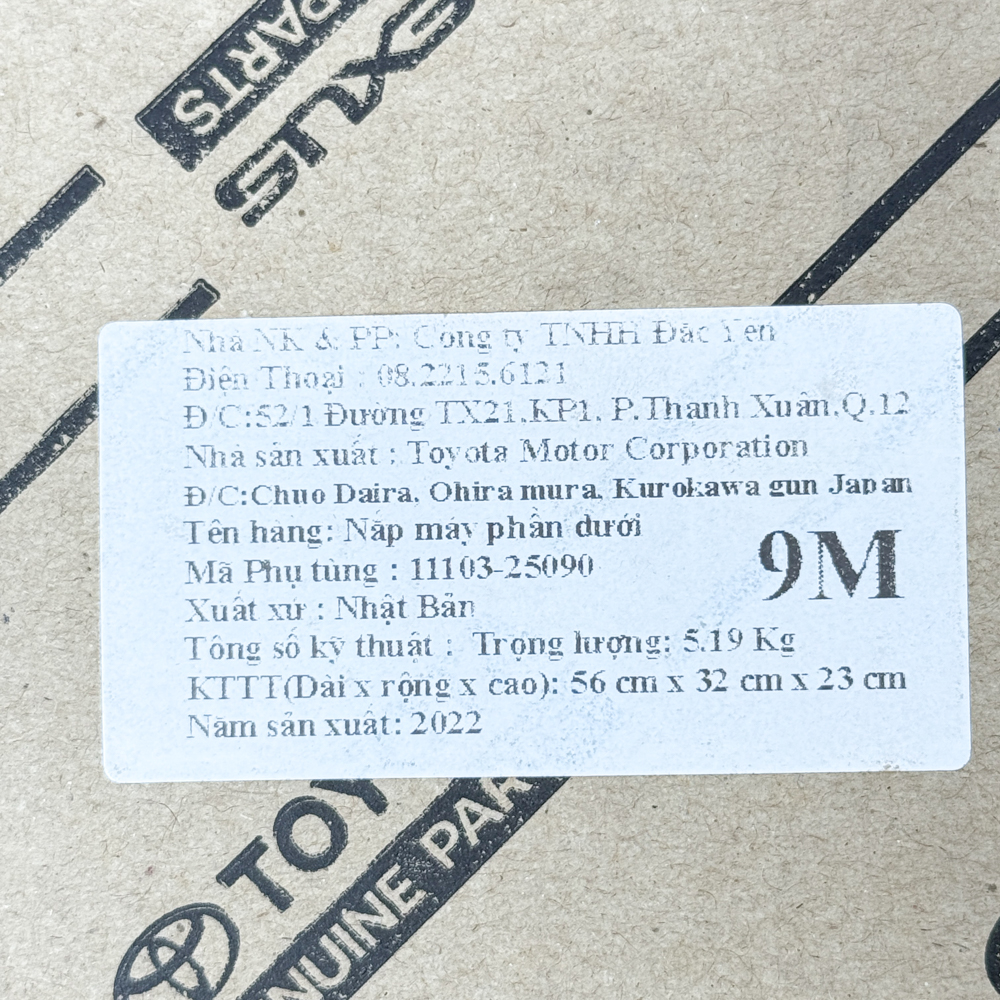 PARTS
EXUS
Nhà NK & PP: Công ty TNHH Đắc Yến
Điện Thoại : 08.2215.6121
Đ/C:52/1 Đường TX21,KP1, P.Thạnh Xuân,Q.12
Nhà sản xuất : Toyota Motor Corporation
Đ/C:Chuo Daira, Ohira mura, Kurokawa gun Japan
Tên hàng: Nắp máy phần dưới
9M
Mã Phụ tùng : 11103-25090
Xuất xứ : Nhật Bản
Tông số kỹ thuật : Trọng lượng: 5.19 Kg
KTTT(Dài x rộng x cao): 56 cm x 32 cm x 23 cm
Năm sản xuất: 2022
TOY
NUINE PAR